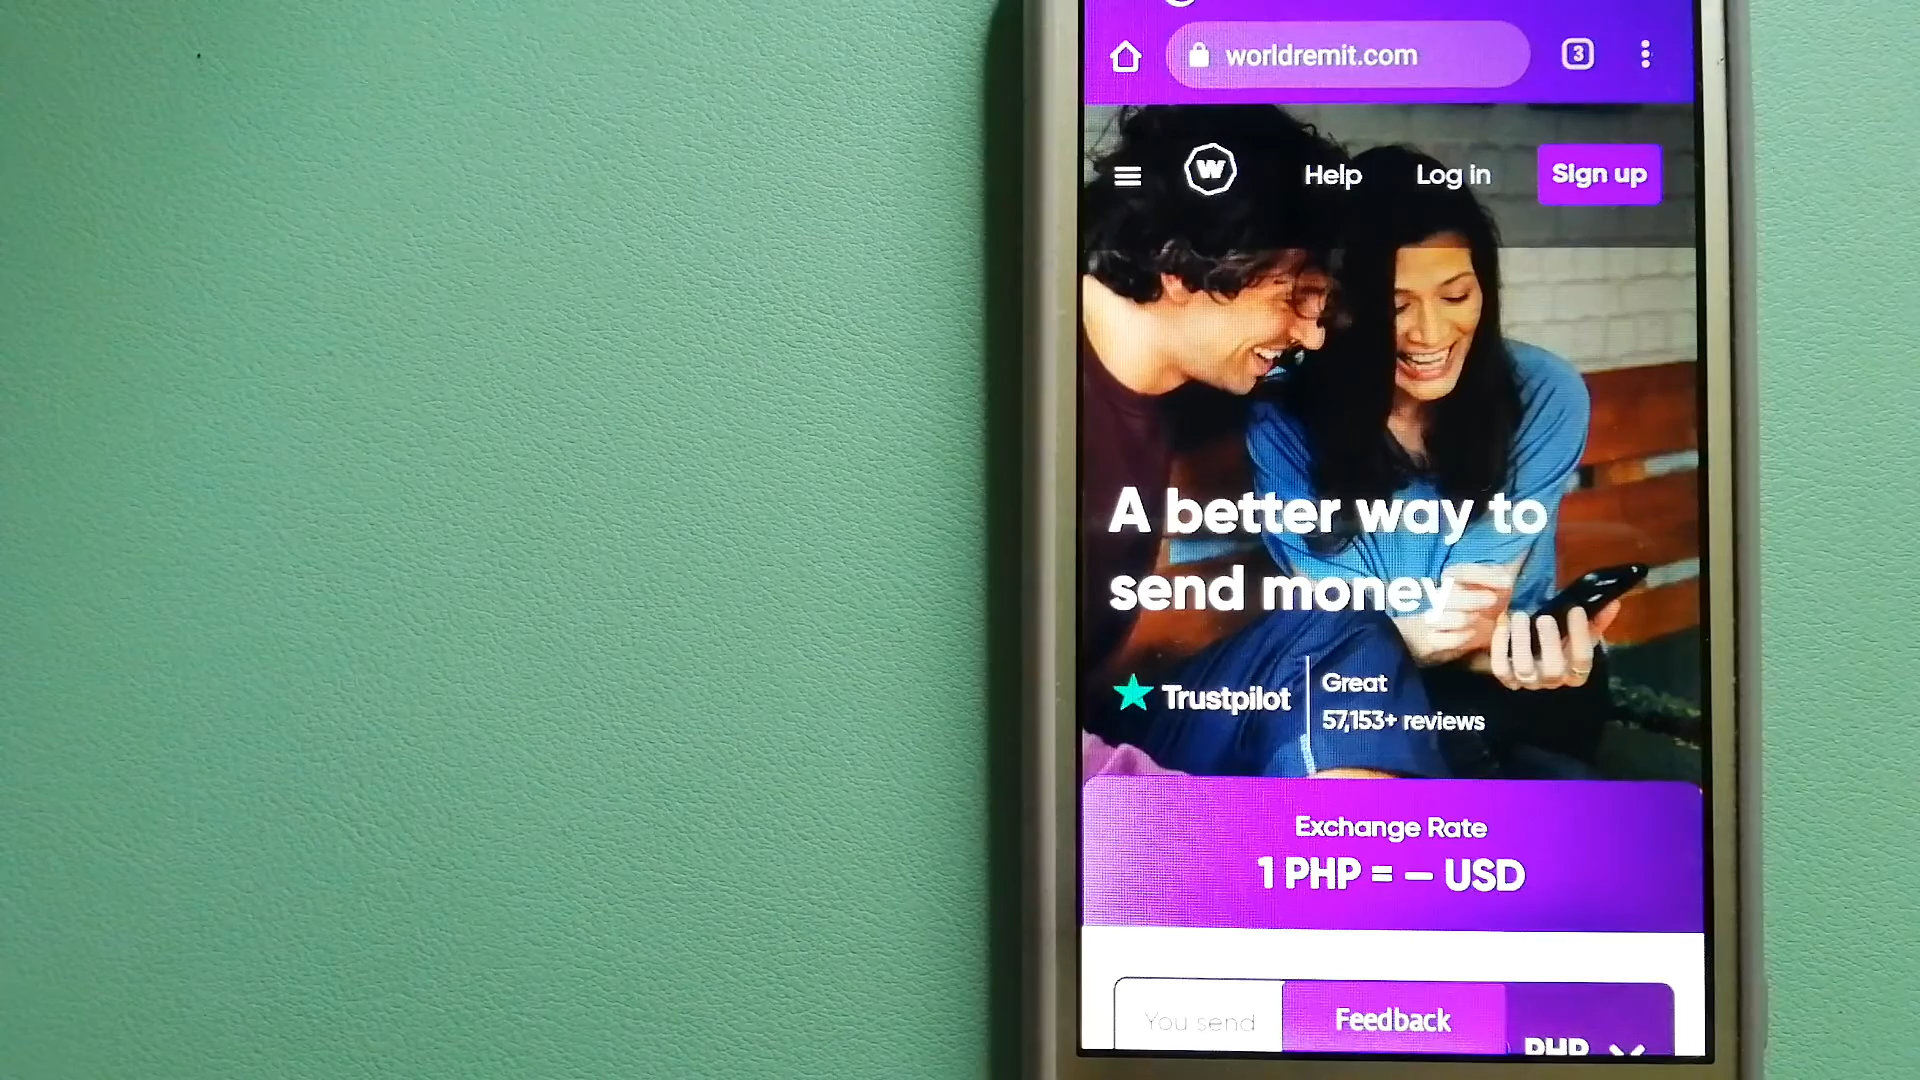 worldremit.com
3
W
Help
Log in
Sign up
A better way to
send money
Trustpilot
Great
57,153+ reviews
Exchange Rate
1 PHP = — USD
You send
Feedback
PHP